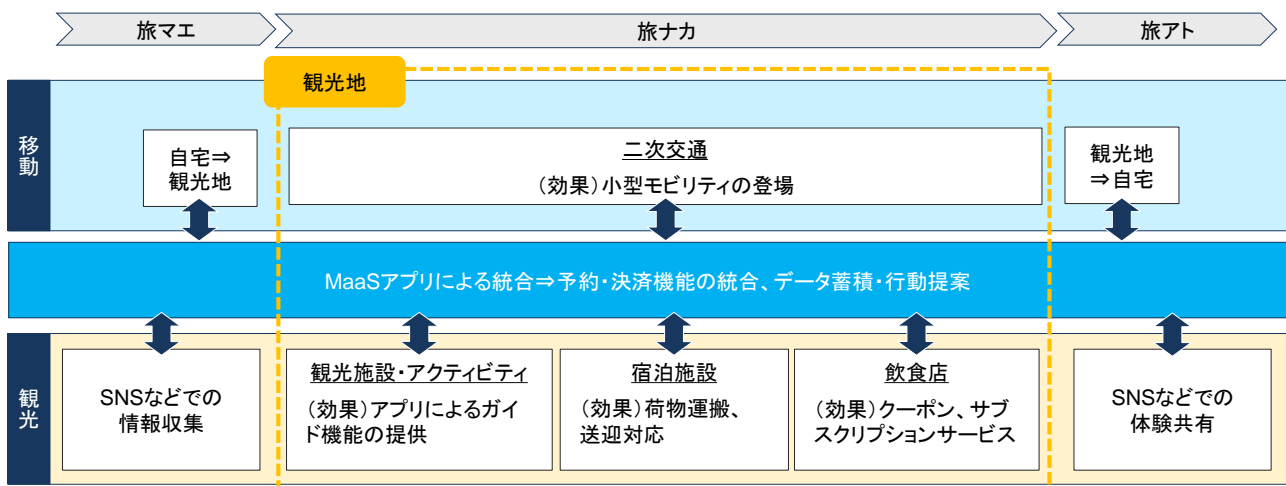 旅マエ
旅ナカ
旅アト
観光地
移動
自宅⇒
観光地
二次交通
(効果)小型モビリティの登場
観光地
⇒自宅
MaaSアプリによる統合⇒予約・決済機能の統合、データ蓄積・行動提案
観光
SNSなどでの
情報収集
観光施設・アクティビティ
(効果)アプリによるガイ
ド機能の提供
宿泊施設
(効果)荷物運搬、
送迎対応
飲食店
(効果)クーポン、サブ
スクリプションサービス
SNSなどでの
体験共有